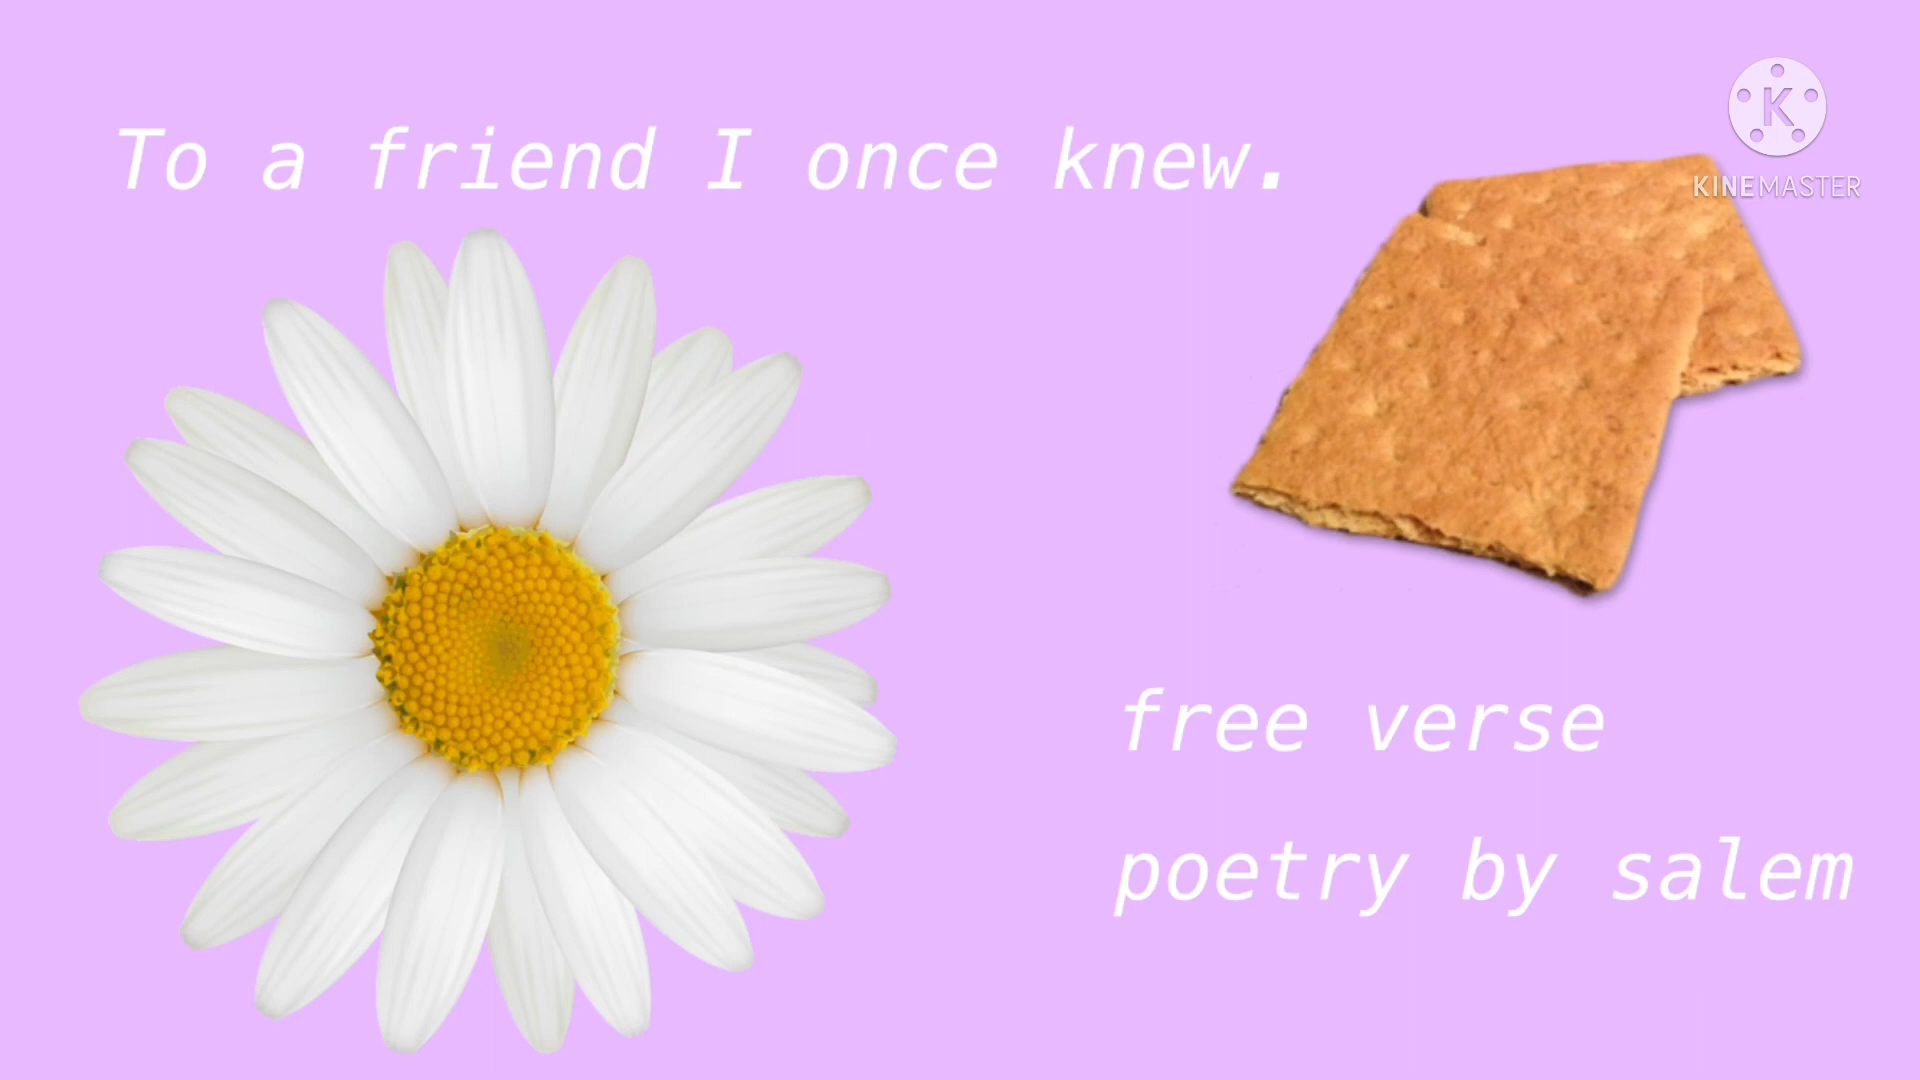 To a friend I once knew.
K
KINEMASTER
free verse
poetry by salem